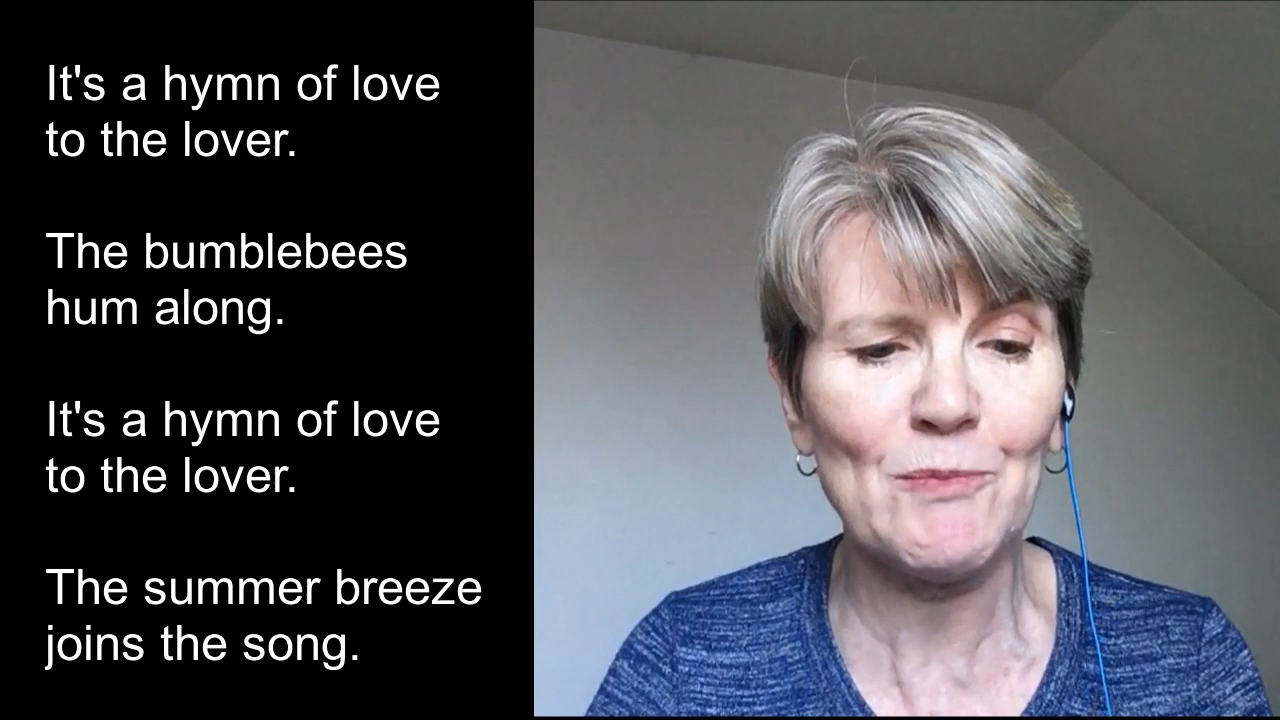 It's a hymn of love
to the lover.
The bumblebees
hum along.
It's a hymn of love
to the lover.
The summer breeze
joins the song.